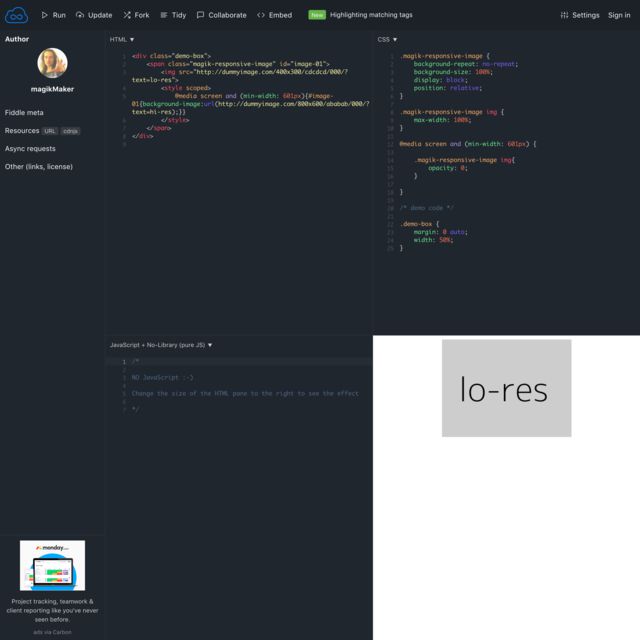 Run
Update
Fork
Tidy
Collaborate
Embed
New
Highlighting matching tags
Settings
Sign in
Author
magikMaker
Fiddle meta
Resources URL cdnjs
Async requests
Other (links, license)
HTML ▼
1 <div class="demo-box">
2 <span class="magik-responsive-image" id="image-01">
3 <img src="http://dummyimage.com/400x300/cdcdcd/000/?
text=lo-res">
4 <style scoped>
5 @media screen and (min-width: 601px){#image-
01{background-image:url(http://dummyimage.com/800x600/ababab/000/?
text=hi-res);}}
6 </style>
7 </span>
8 </div>
9
CSS ▼
1
2 .magik-responsive-image {
3 background-repeat: no-repeat;
4 background-size: 100%;
5 display: block;
6 position: relative;
7 }
8
9 .magik-responsive-image img {
10 max-width: 100%;
11 }
12
13 @media screen and (min-width: 601px) {
14
15 .magik-responsive-image img{
16 opacity: 0;
17 }
18
19 }
20
21 /* demo code */
22
23 .demo-box {
24 margin: 0 auto;
25 width: 50%;
26 }
JavaScript + No-Library (pure JS) ▼
1 /*
2
3 NO JavaScript :-)
4
5 Change the size of the HTML pane to the right to see the effect
6
7 */
lo-res
monday.com
Project tracking, teamwork &
client reporting like you've never
seen before.
ads via Carbon